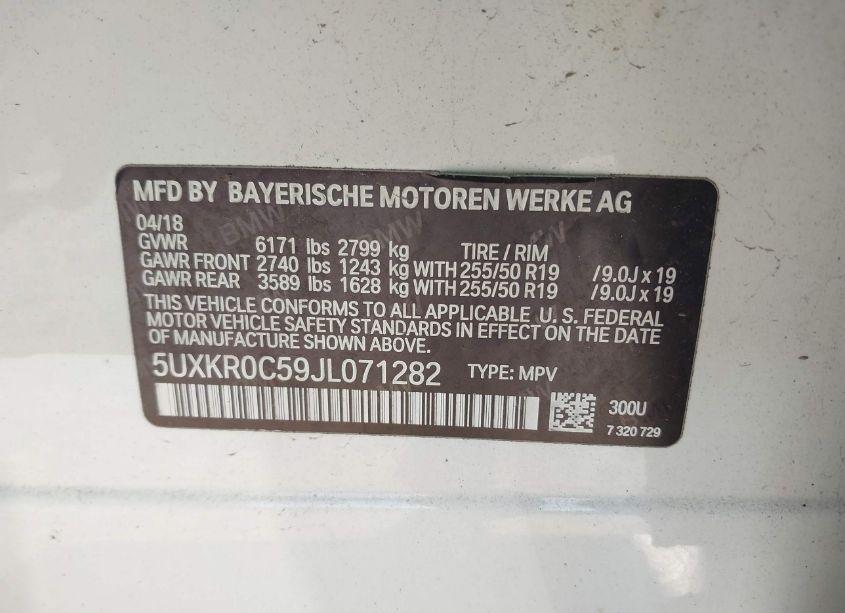 MFD BY BAYERISCHE MOTOREN WERKE AG
04/18
GVWR 6171 lbs 2799 kg TIRE / RIM
GAWR FRONT 2740 lbs 1243 kg WITH 255/50 R19 /9.0J x 19
GAWR REAR 3589 lbs 1628 kg WITH 255/50 R19 /9.0J x 19
THIS VEHICLE CONFORMS TO ALL APPLICABLE U. S. FEDERAL
MOTOR VEHICLE SAFETY STANDARDS IN EFFECT ON THE DATE
OF MANUFACTURE SHOWN ABOVE.
5UXKR0C59JL071282 TYPE: MPV
300U
7 320 729